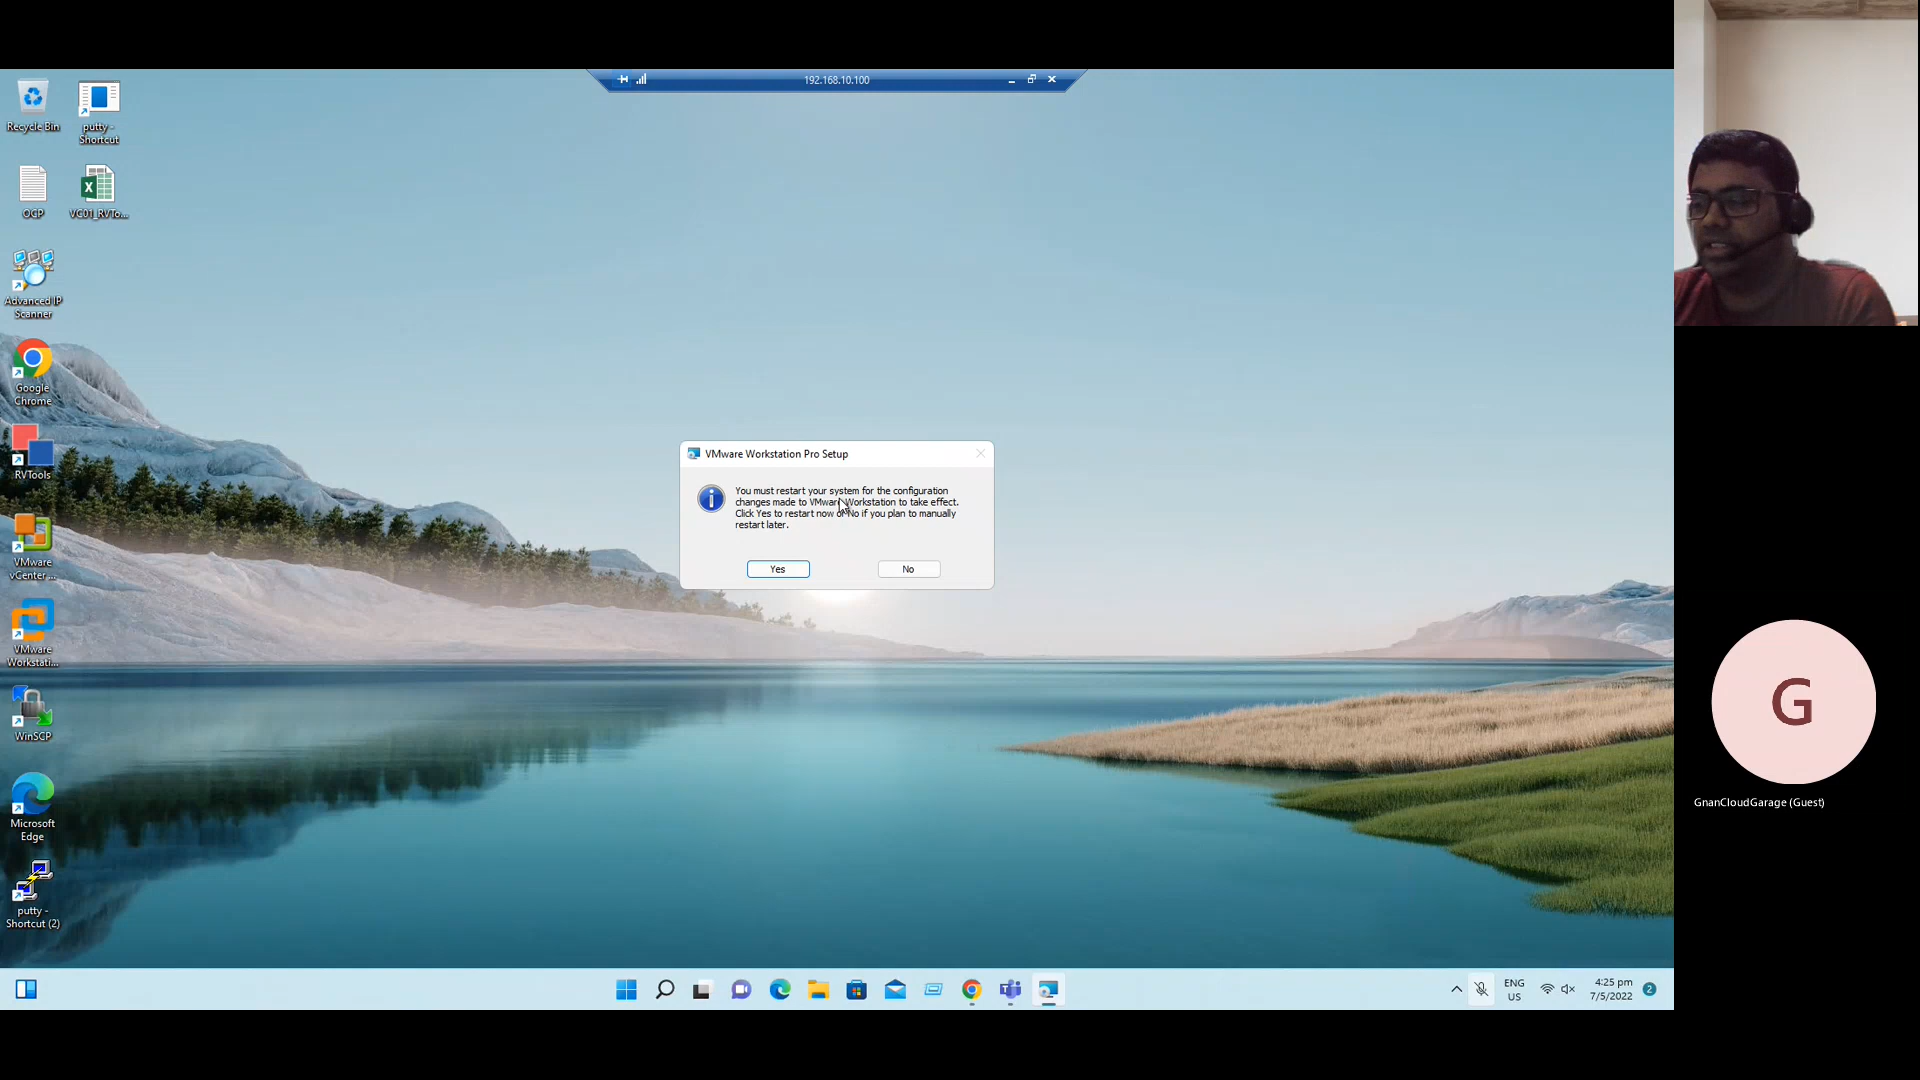 192.168.10.100
Recycle Bin
putty -
Shortcut
OCP
VC01_RVTo...
Advanced IP
Scanner
Google
Chrome
RVTools
VMware
vCenter ...
VMware
Workstati...
WinSCP
Microsoft
Edge
putty -
Shortcut (2)
VMware Workstation Pro Setup
You must restart your system for the configuration
changes made to VMware Workstation to take effect.
Click Yes to restart now or No if you plan to manually
restart later.
Yes
No
G
GnanCloudGarage (Guest)
ENG
US
4:25 pm
7/5/2022
2